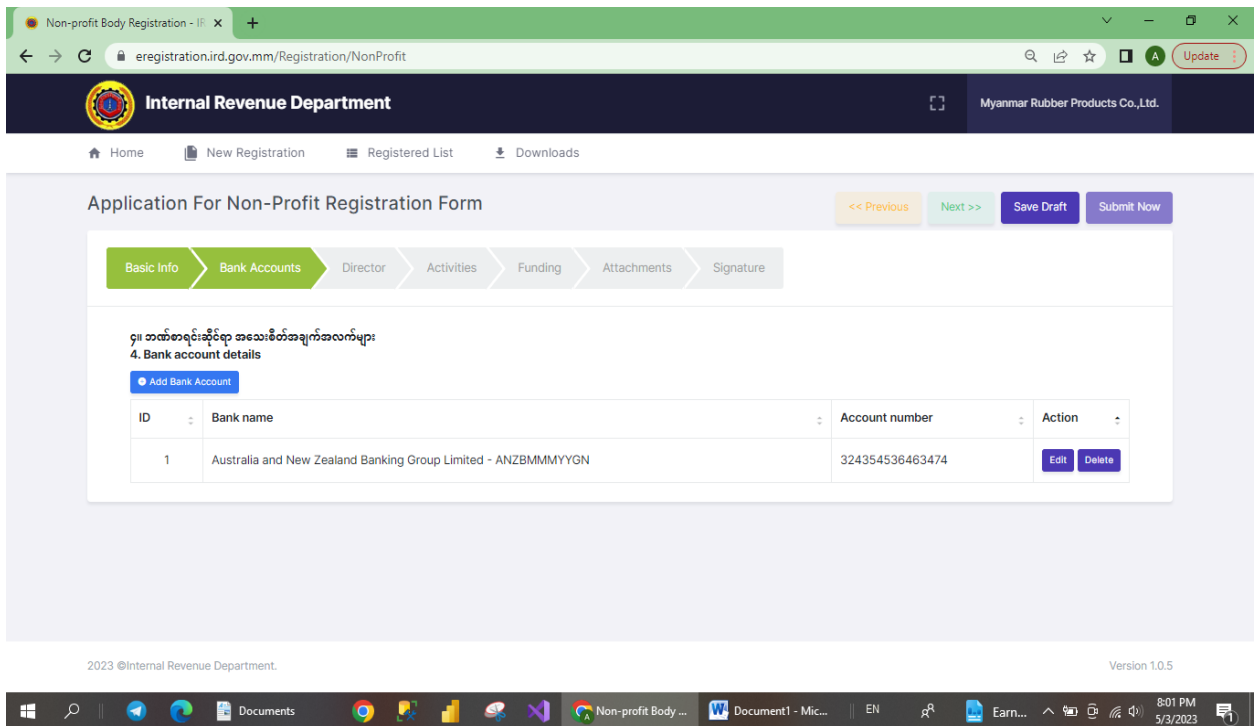 Non-profit Body Registration - IR
eregistration.ird.gov.mm/Registration/NonProfit
A
Update
Internal Revenue Department
Myanmar Rubber Products Co.,Ltd.
Home New Registration Registered List Downloads
Application For Non-Profit Registration Form
<< Previous Next >> Save Draft Submit Now
Basic Info Bank Accounts Director Activities Funding Attachments Signature
၄။ ဘဏ်စာရင်းဆိုင်ရာ အသေးစိတ်အချက်အလက်များ
4. Bank account details
Add Bank Account
ID Bank name Account number Action
1 Australia and New Zealand Banking Group Limited - ANZBMMMYYGN 324354536463474 Edit Delete
2023 ©Internal Revenue Department. Version 1.0.5
Documents Non-profit Body ... Document1 - Mic... EN Earn... 8:01 PM
5/3/2023